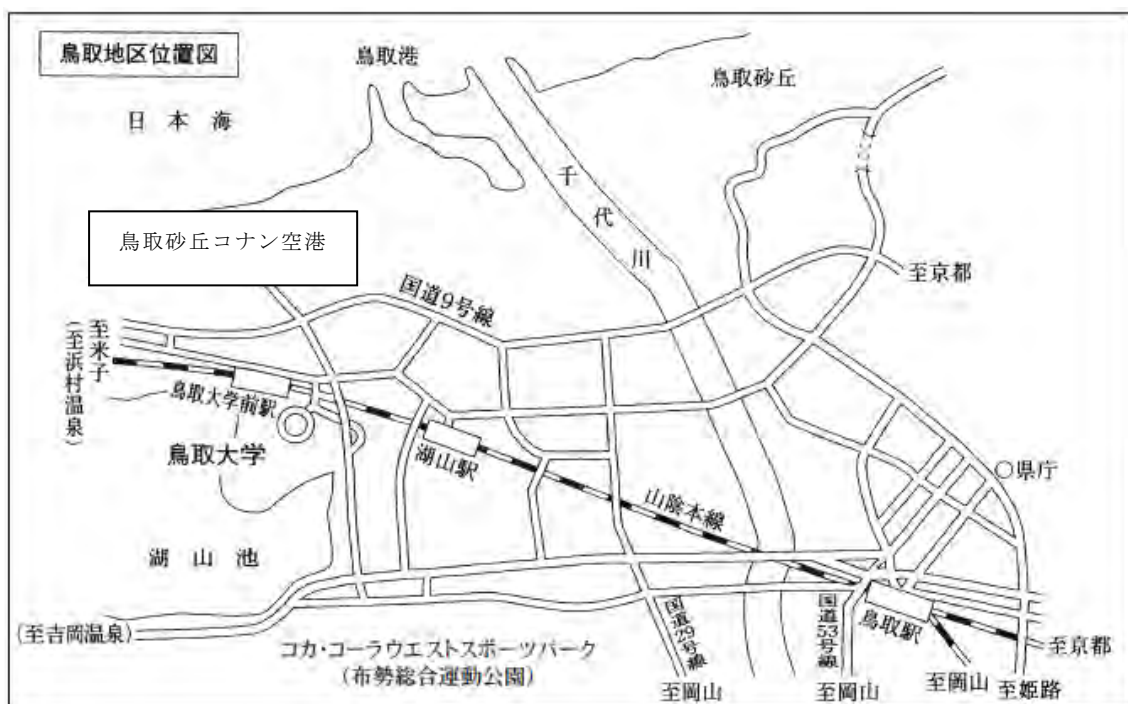 鳥取地区位置図
鳥取港
鳥取砂丘
日本海
千代川
鳥取砂丘コナン空港
国道9号線
至京都
至米子
(至浜村温泉)
鳥取大学前駅
鳥取大学
湖山駅
県庁
山陰本線
湖山池
(至吉岡温泉)
コカ・コーラウエストスポーツパーク
(布勢総合運動公園)
国道29号線
国道53号線
鳥取駅
至京都
至岡山
至岡山
至岡山
至姫路